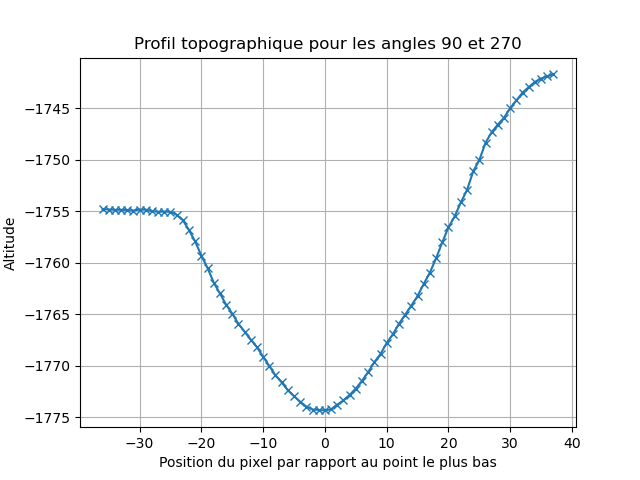 Profil topographique pour les angles 90 et 270
Altitude
−1745
−1750
−1755
−1760
−1765
−1770
−1775
−30 −20 −10 0 10 20 30 40
Position du pixel par rapport au point le plus bas